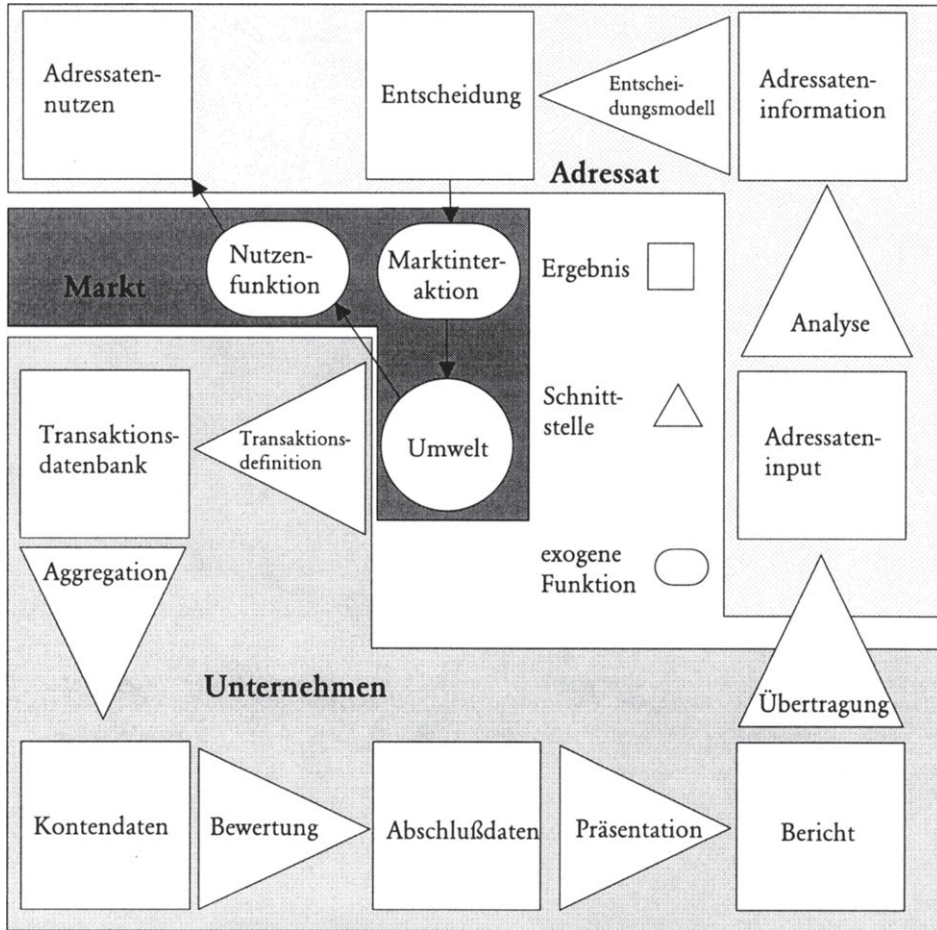 Adressaten-
nutzen
Entscheidung
Entschei-
dungsmodell
Adressaten-
information
Adressat
Markt
Nutzen-
funktion
Marktinter-
aktion
Ergebnis
Analyse
Transaktions-
datenbank
Transaktions-
definition
Umwelt
Schnitt-
stelle
Adressaten-
input
Aggregation
exogene
Funktion
Unternehmen
Übertragung
Kontendaten
Bewertung
Abschlußdaten
Präsentation
Bericht